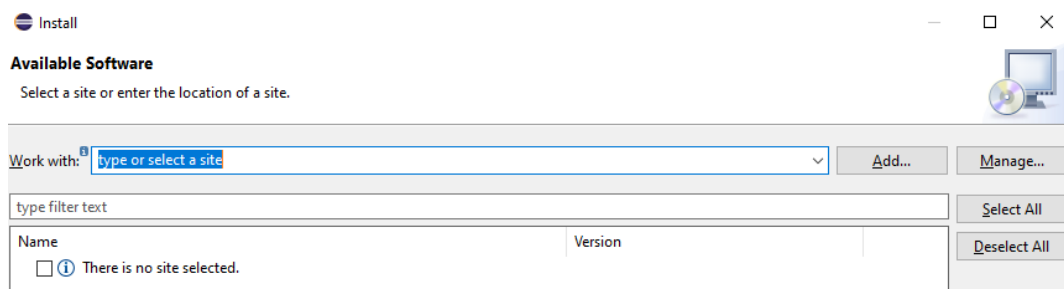 Install
Available Software
Select a site or enter the location of a site.
Work with: type or select a site Add... Manage...
type filter text Select All
Name Version Deselect All
There is no site selected.